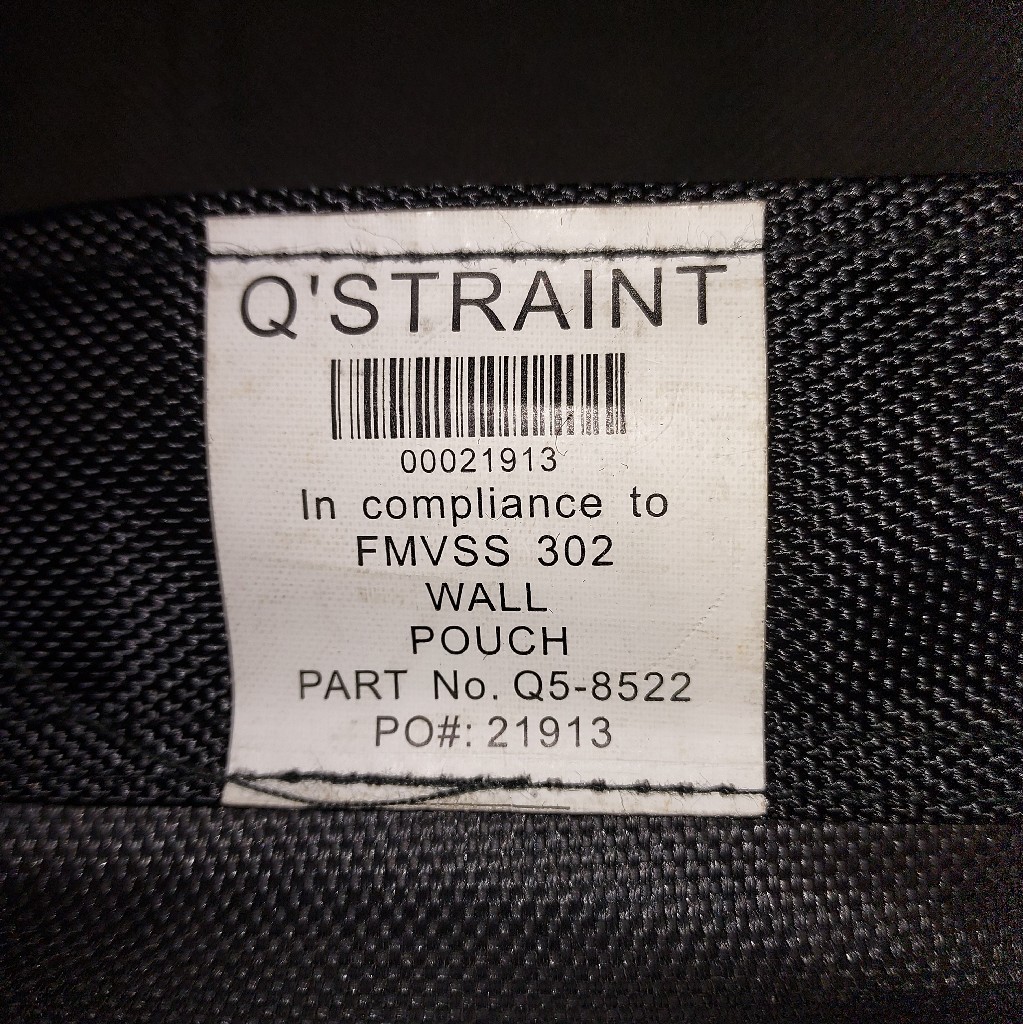 Q'STRAINT
00021913
In compliance to
FMVSS 302
WALL
POUCH
PART No. Q5-8522
PO#: 21913